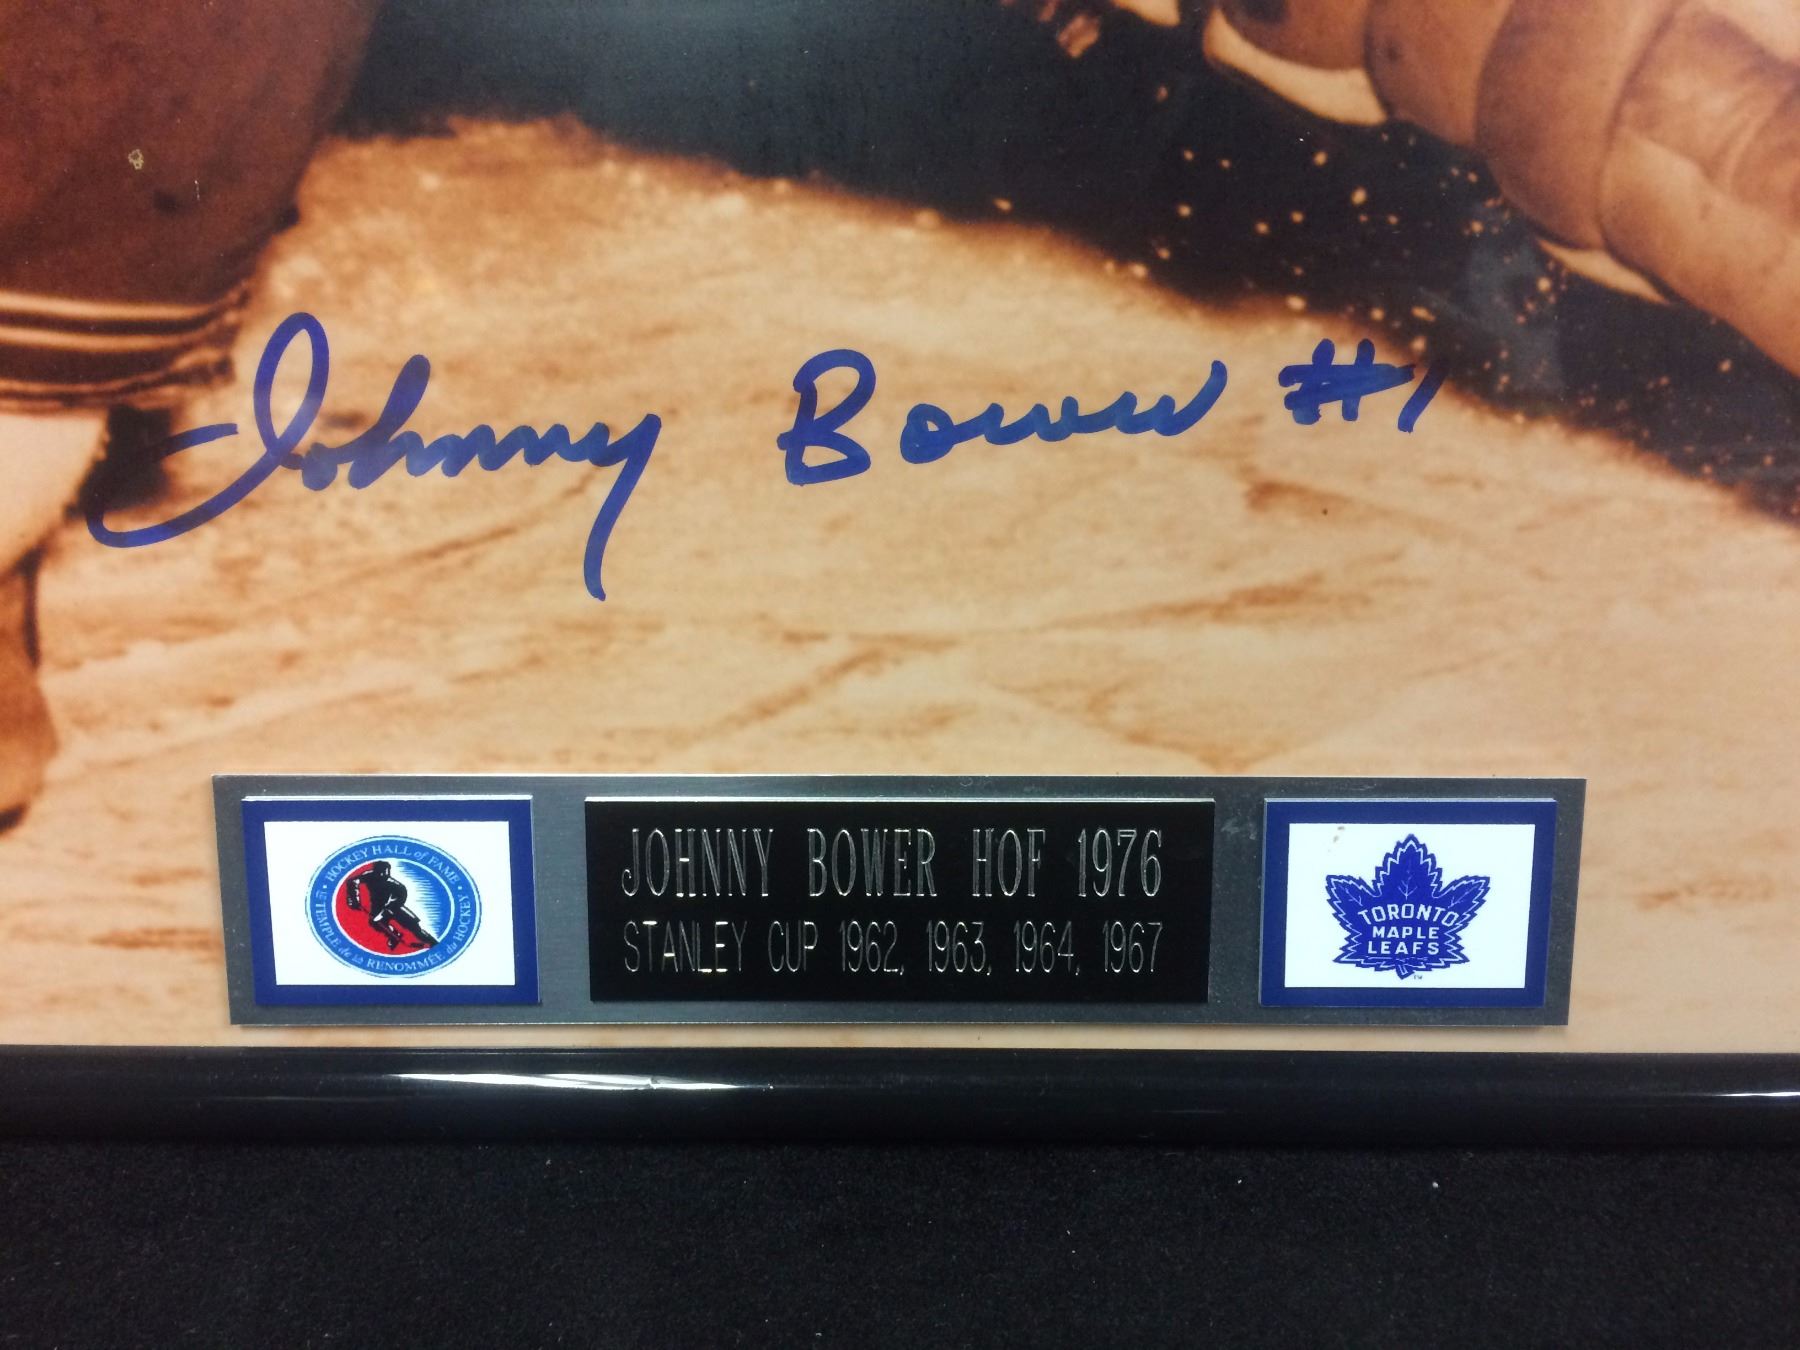 Johnny Bower #1
HOCKEY HALL of FAME
TEMPLE de la RENOMMÉE du HOCKEY
JOHNNY BOWER HOF 1976
STANLEY CUP 1962, 1963, 1964, 1967
TORONTO
MAPLE
LEAFS
TM